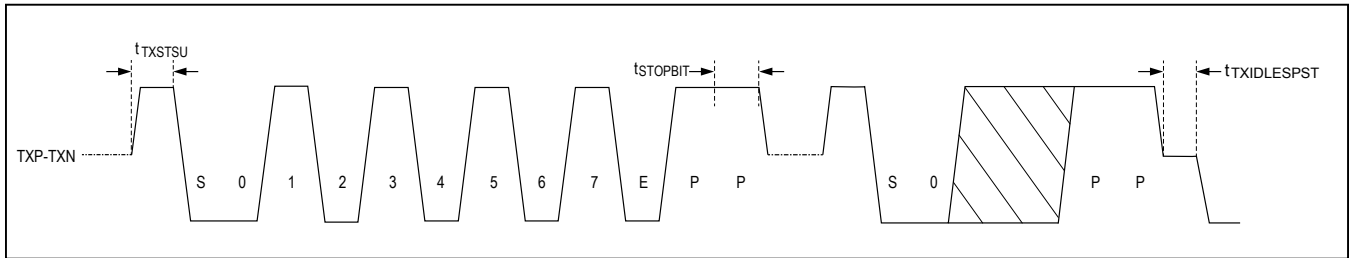 tTXSTSU
tSTOPBIT
tTXIDLESPST
TXP-TXN
S 0 1 2 3 4 5 6 7 E P P S 0 P P